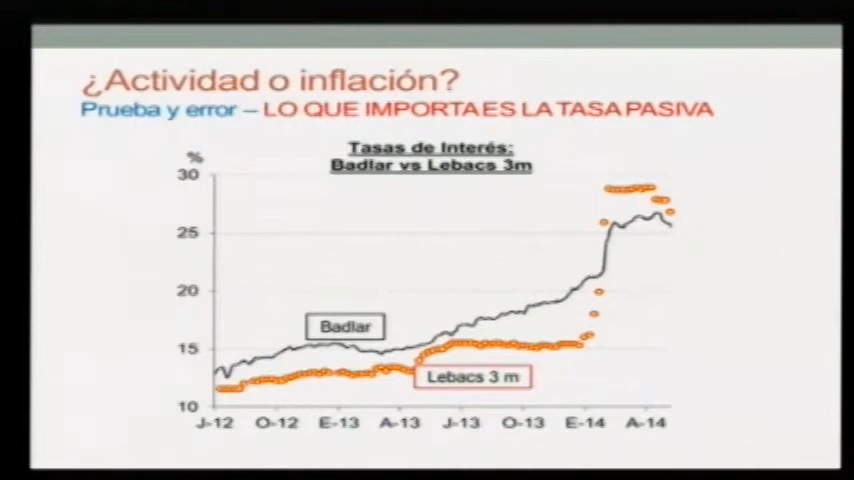 ¿Actividad o inflación?
Prueba y error – LO QUE IMPORTA ES LA TASA PASIVA
Tasas de Interés:
Badlar vs Lebacs 3m
%
30
25
20
15
10
Badlar
Lebacs 3 m
J-12 O-12 E-13 A-13 J-13 O-13 E-14 A-14